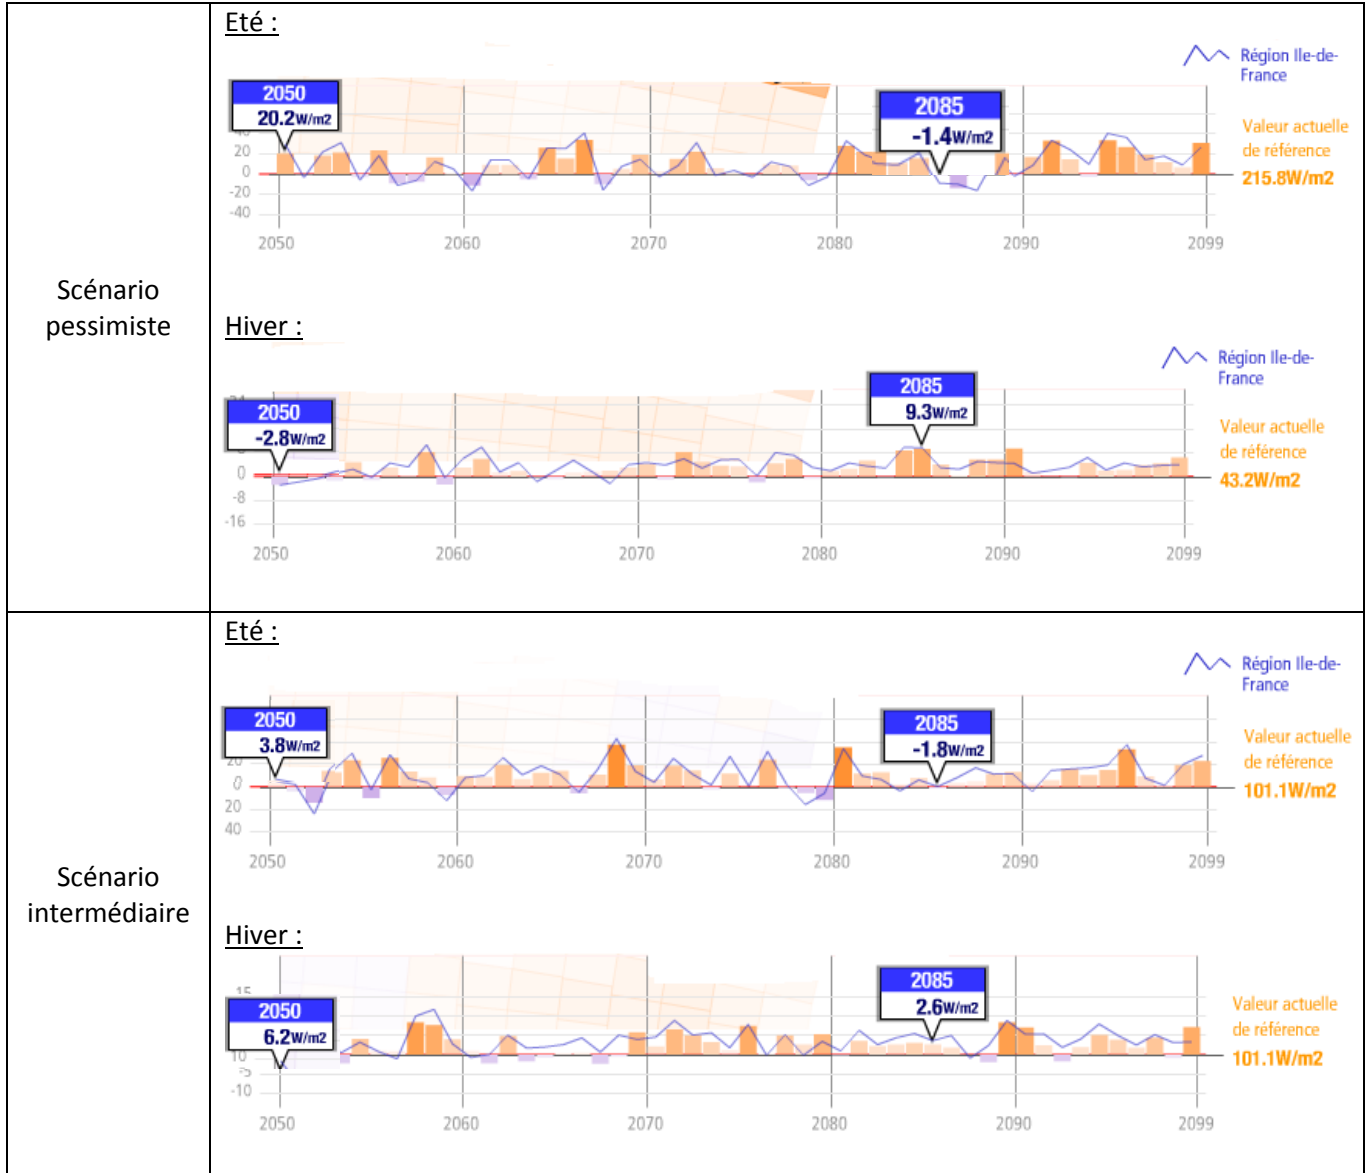 Scénario
pessimiste
Eté :
Région Ile-de-
France
2050
20.2W/m2
2085
-1.4W/m2
Valeur actuelle
de référence
215.8W/m2
20
0
-20
-40
2050 2060 2070 2080 2090 2099
Hiver :
Région Ile-de-
France
2050
-2.8W/m2
2085
9.3W/m2
Valeur actuelle
de référence
43.2W/m2
0
-8
-16
2050 2060 2070 2080 2090 2099
Scénario
intermédiaire
Eté :
Région Ile-de-
France
2050
3.8W/m2
2085
-1.8W/m2
Valeur actuelle
de référence
101.1W/m2
20
0
20
40
2050 2060 2070 2080 2090 2099
Hiver :
15
2050
6.2W/m2
2085
2.6W/m2
Valeur actuelle
de référence
101.1W/m2
10
-10
2050 2060 2070 2080 2090 2099